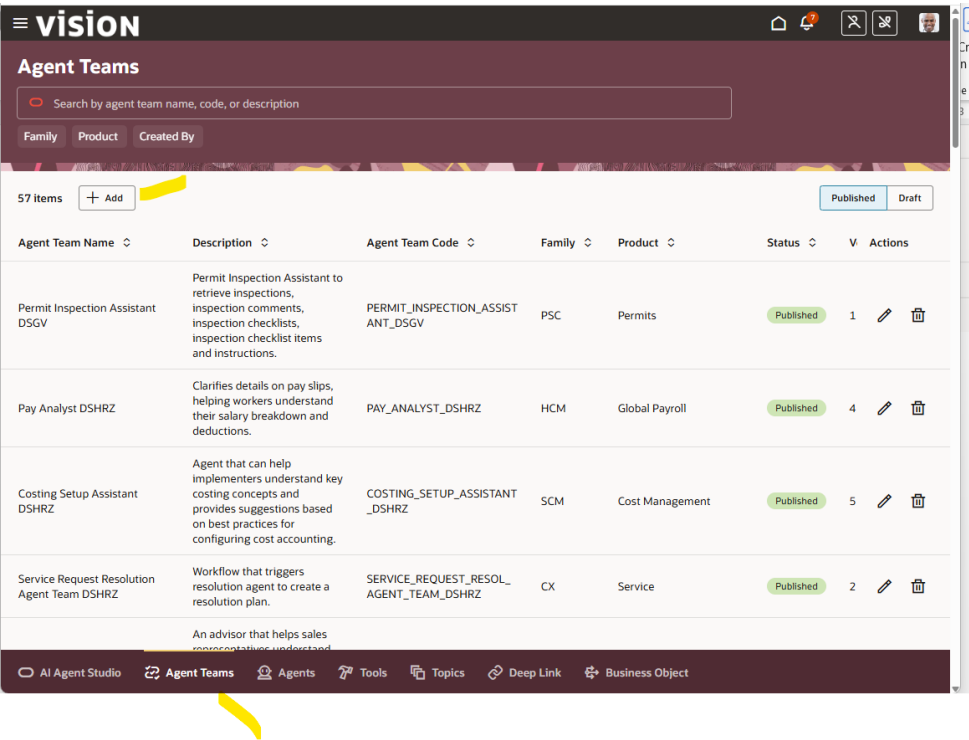 VISION
7
Agent Teams
Search by agent team name, code, or description
Family Product Created By
57 items + Add Published Draft
Agent Team Name Description Agent Team Code Family Product Status Actions
Permit Inspection Assistant to
retrieve inspections,
Permit Inspection Assistant inspection comments, PERMIT_INSPECTION_ASSIST
DSGV inspection checklists, ANT_DSGV PSC Permits Published 1
inspection checklist items
and instructions.
Clarifies details on pay slips,
helping workers understand
Pay Analyst DSHRZ their salary breakdown and PAY_ANALYST_DSHRZ HCM Global Payroll Published 4
deductions.
Agent that can help
implementers understand key
Costing Setup Assistant costing concepts and COSTING_SETUP_ASSISTANT
DSHRZ provides suggestions based _DSHRZ SCM Cost Management Published 5
on best practices for
configuring cost accounting.
Workflow that triggers
Service Request Resolution resolution agent to create a SERVICE_REQUEST_RESOL_
Agent Team DSHRZ resolution plan. AGENT_TEAM_DSHRZ CX Service Published 2
An advisor that helps sales
representatives understand
AI Agent Studio Agent Teams Agents Tools Topics Deep Link Business Object